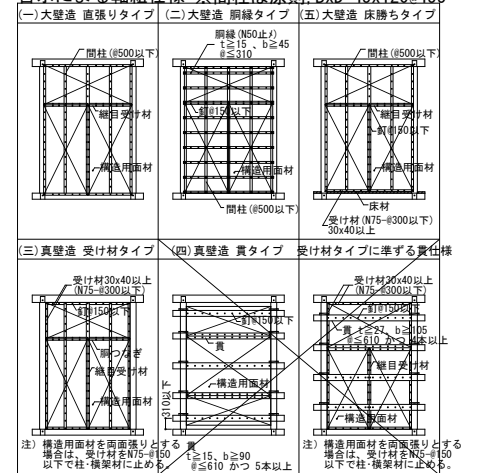 (一)大壁造 直張りタイプ
間柱(@500以下)
継目受け材
構造用面材
(二)大壁造 胴縁タイプ
胴縁(N50止メ)
t≧15 、b≧45
@≦310
釘@150以下
構造用面材
間柱(@500以下)
(五)大壁造 床勝ちタイプ
間柱(@500以下)
継目受け材
釘@150以下
構造用面材
床材
受け材(N75-@300以下)
30x40以上
(三)真壁造 受け材タイプ
受け材30x40以上
(N75-@300以下)
釘@150以下
胴つなぎ
継目受け材
構造用面材
注) 構造用面材を両面張りとする
場合は、受け材をN75-@150
以下で柱・横架材に止める。
(四)真壁造 貫タイプ
釘@150以下
貫
構造用面材
310以下
貫
t≧15、b≧90
@≦610 かつ 5本以上
受け材タイプに準ずる貫仕様
受け材30x40以上
(N75-@300以下)
釘@150以下
貫 t≧27、b≧105
@≦610 かつ 4本以上
継目受け材
構造用面材
注) 構造用面材を両面張りとする
場合は、受け材をN75-@150
以下で柱・横架材に止める。